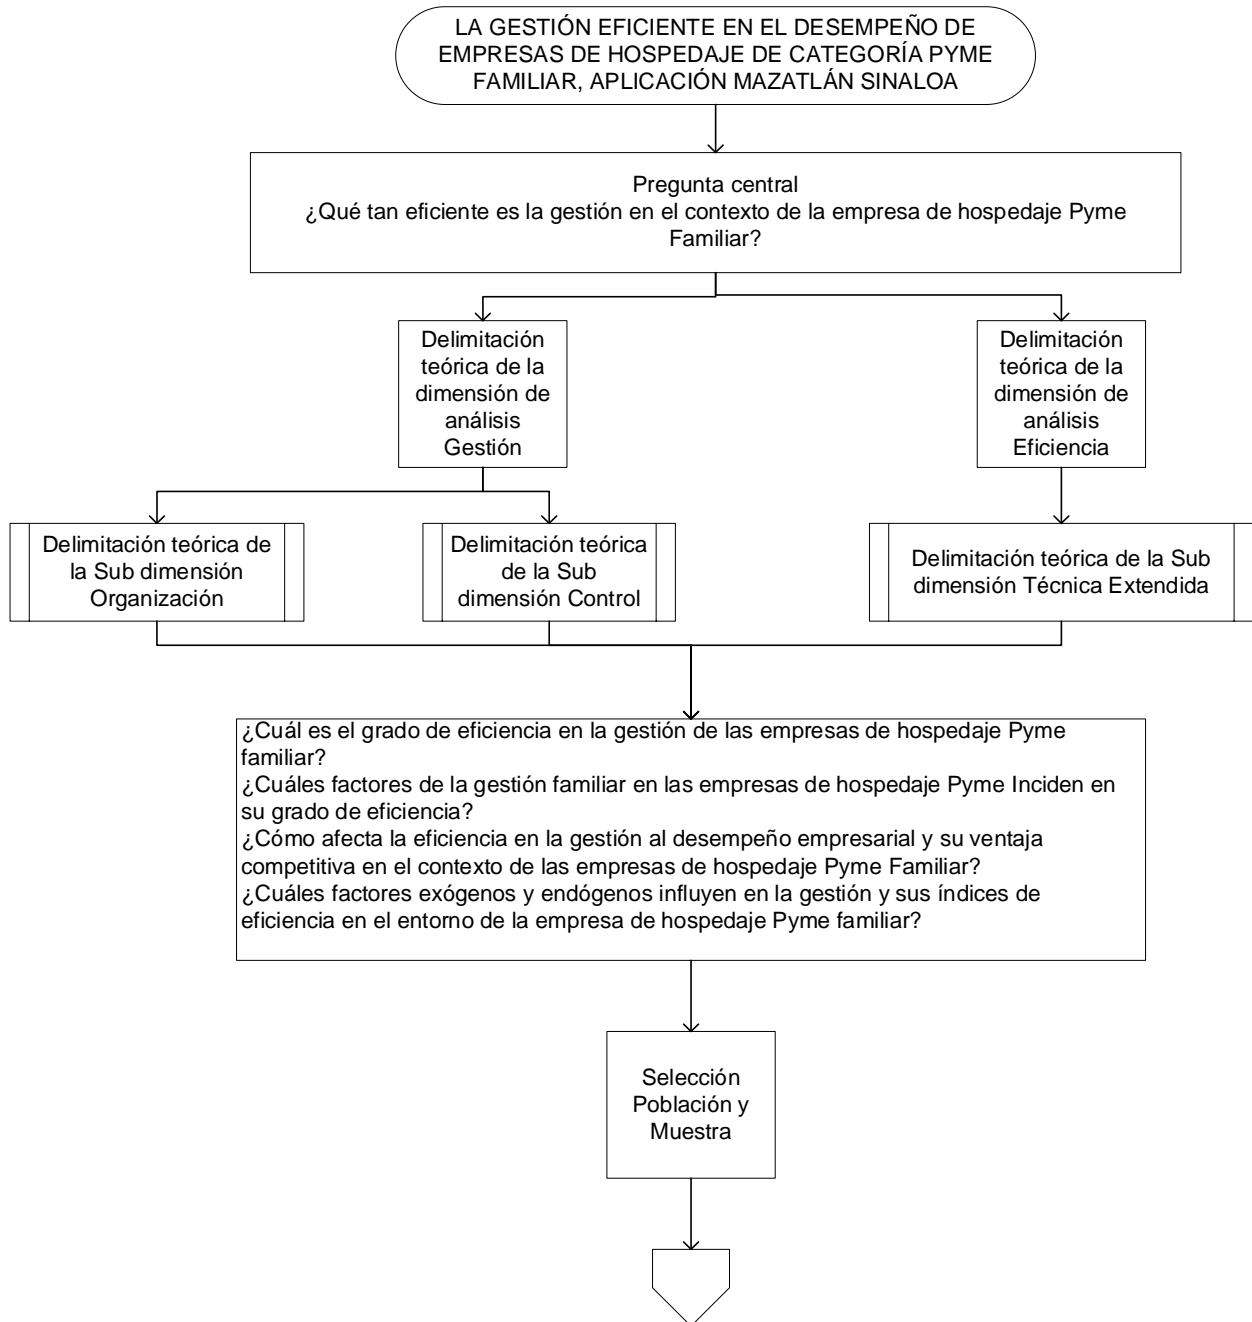 LA GESTIÓN EFICIENTE EN EL DESEMPEÑO DE
EMPRESAS DE HOSPEDAJE DE CATEGORÍA PYME
FAMILIAR, APLICACIÓN MAZATLÁN SINALOA
Pregunta central
¿Qué tan eficiente es la gestión en el contexto de la empresa de hospedaje Pyme
Familiar?
Delimitación
teórica de la
dimensión de
análisis
Gestión
Delimitación
teórica de la
dimensión de
análisis
Eficiencia
Delimitación teórica de
la Sub dimensión
Organización
Delimitación teórica
de la Sub
dimensión Control
Delimitación teórica de la Sub
dimensión Técnica Extendida
¿Cuál es el grado de eficiencia en la gestión de las empresas de hospedaje Pyme
familiar?
¿Cuáles factores de la gestión familiar en las empresas de hospedaje Pyme Inciden en
su grado de eficiencia?
¿Cómo afecta la eficiencia en la gestión al desempeño empresarial y su ventaja
competitiva en el contexto de las empresas de hospedaje Pyme Familiar?
¿Cuáles factores exógenos y endógenos influyen en la gestión y sus índices de
eficiencia en el entorno de la empresa de hospedaje Pyme familiar?
Selección
Población y
Muestra